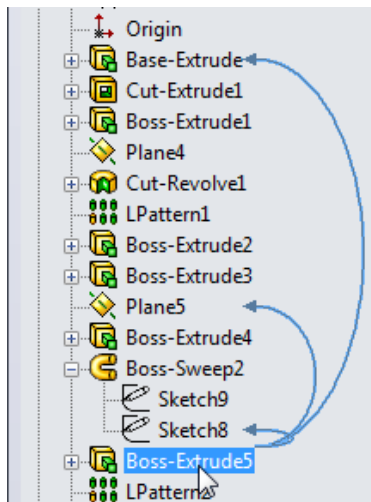 Origin
Base-Extrude
Cut-Extrude1
Boss-Extrude1
Plane4
Cut-Revolve1
LPattern1
Boss-Extrude2
Boss-Extrude3
Plane5
Boss-Extrude4
Boss-Sweep2
Sketch9
Sketch8
Boss-Extrude5